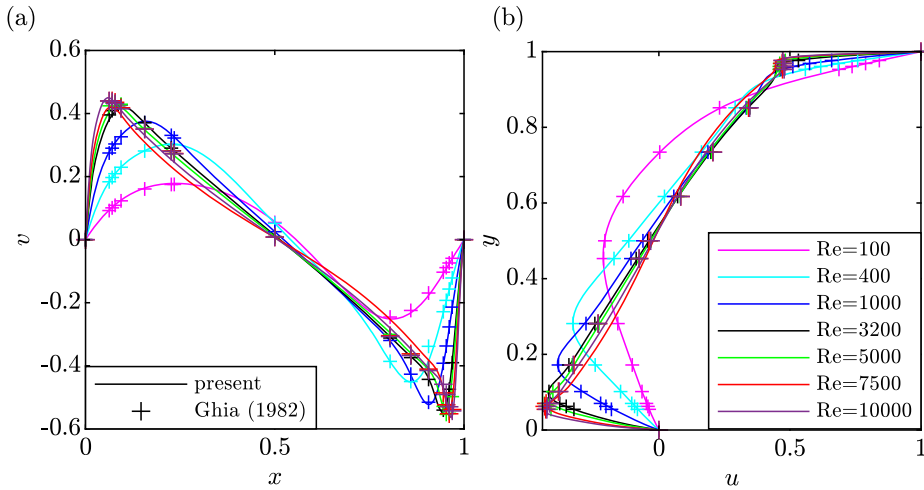 (a)
0.6
0.4
0.2
0
-0.2
-0.4
-0.6
v
0
0.5
1
x
present
Ghia (1982)
(b)
1
0.8
0.6
0.4
0.2
0
y
0
0.5
1
u
Re=100
Re=400
Re=1000
Re=3200
Re=5000
Re=7500
Re=10000